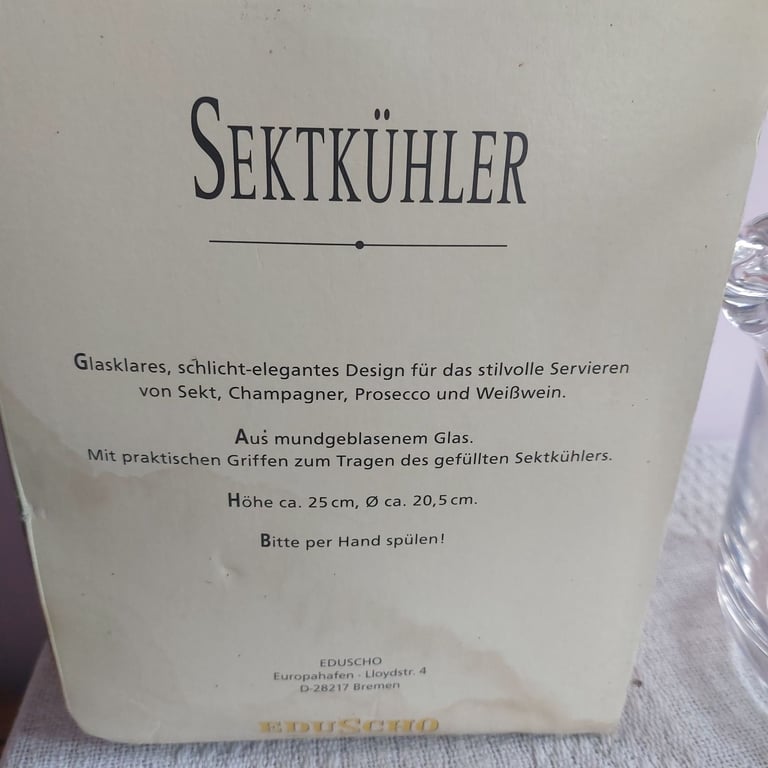 SEKTKÜHLER
Glasklares, schlicht-elegantes Design für das stilvolle Servieren
von Sekt, Champagner, Prosecco und Weißwein.
Aus mundgeblasenem Glas.
Mit praktischen Griffen zum Tragen des gefüllten Sektkühlers.
Höhe ca. 25 cm, Ø ca. 20,5 cm.
Bitte per Hand spülen!
EDUSCHO
Europahafen · Lloydstr. 4
D-28217 Bremen
EDUSCHO